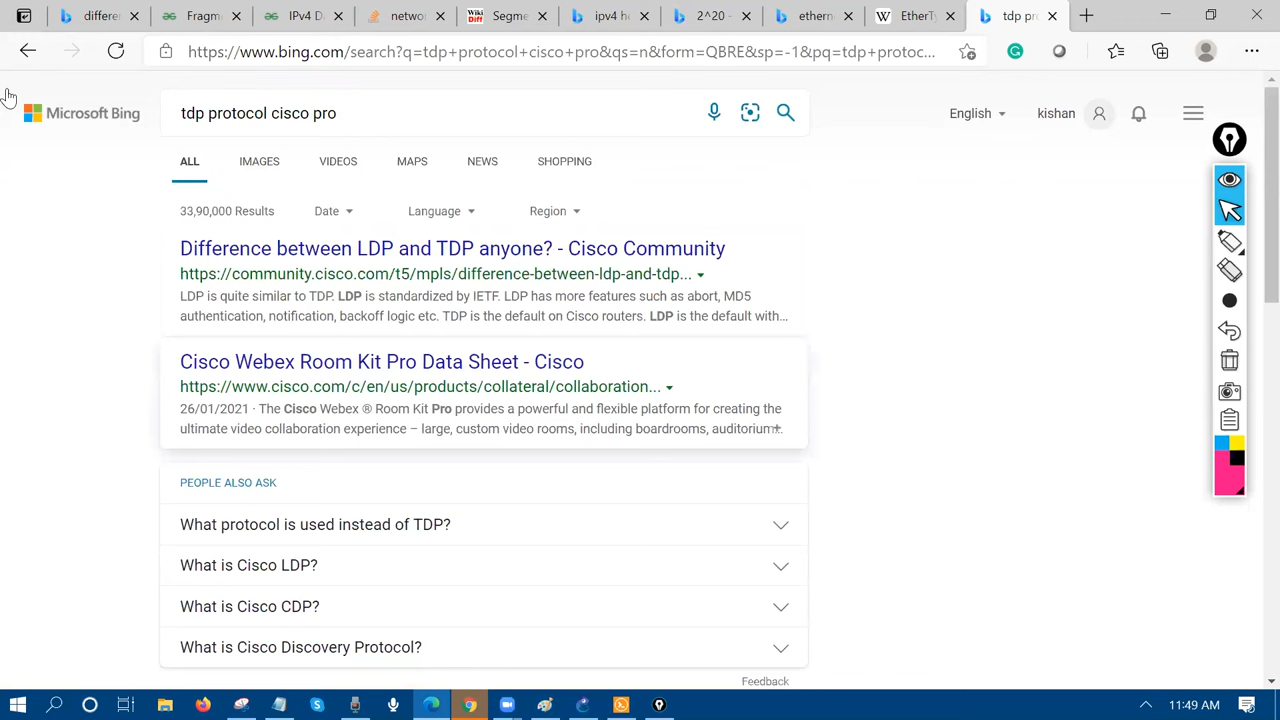 differen
Fragm
IPv4 D
networ
Wiki Diff Segme
ipv4 he
2^20 -
ethern
EtherTy
tdp pro
https://www.bing.com/search?q=tdp+protocol+cisco+pro&qs=n&form=QBRE&sp=-1&pq=tdp+protoc...
Microsoft Bing
tdp protocol cisco pro
English
kishan
ALL
IMAGES
VIDEOS
MAPS
NEWS
SHOPPING
33,90,000 Results
Date
Language
Region
Difference between LDP and TDP anyone? - Cisco Community
https://community.cisco.com/t5/mpls/difference-between-ldp-and-tdp...
LDP is quite similar to TDP. LDP is standardized by IETF. LDP has more features such as abort, MD5
authentication, notification, backoff logic etc. TDP is the default on Cisco routers. LDP is the default with...
Cisco Webex Room Kit Pro Data Sheet - Cisco
https://www.cisco.com/c/en/us/products/collateral/collaboration...
26/01/2021 · The Cisco Webex ® Room Kit Pro provides a powerful and flexible platform for creating the
ultimate video collaboration experience – large, custom video rooms, including boardrooms, auditorium
PEOPLE ALSO ASK
What protocol is used instead of TDP?
What is Cisco LDP?
What is Cisco CDP?
What is Cisco Discovery Protocol?
Feedback
11:49 AM